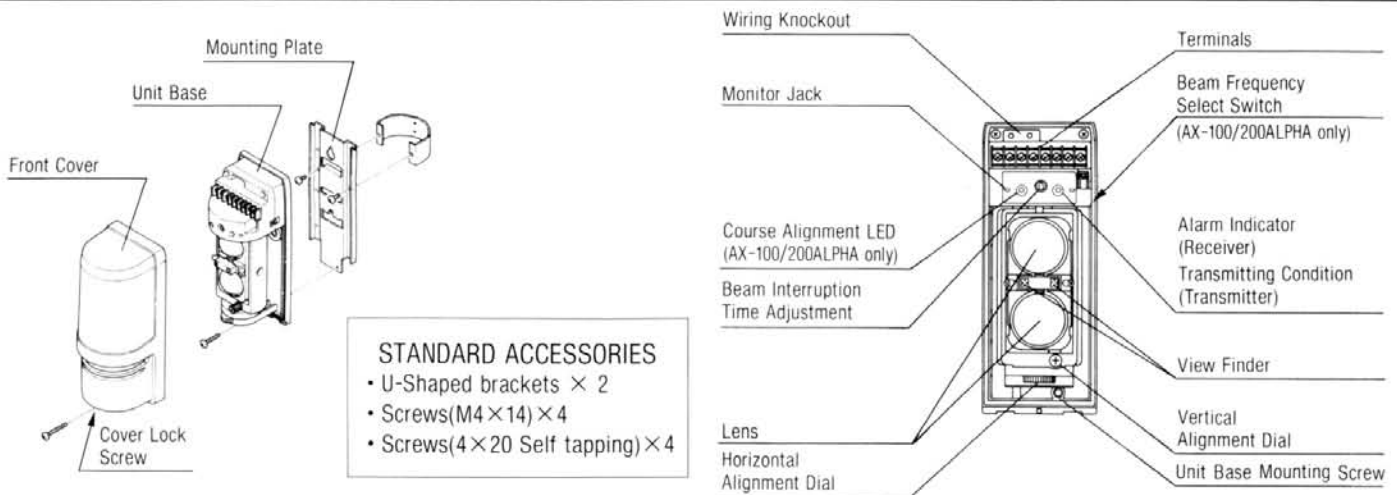 Mounting Plate
Unit Base
Front Cover
Cover Lock
Screw
STANDARD ACCESSORIES
• U-Shaped brackets × 2
• Screws(M4×14)×4
• Screws(4×20 Self tapping)×4
Wiring Knockout
Monitor Jack
Course Alignment LED
(AX-100/200ALPHA only)
Beam Interruption
Time Adjustment
Lens
Horizontal
Alignment Dial
Terminals
Beam Frequency
Select Switch
(AX-100/200ALPHA only)
Alarm Indicator
(Receiver)
Transmitting Condition
(Transmitter)
View Finder
Vertical
Alignment Dial
Unit Base Mounting Screw